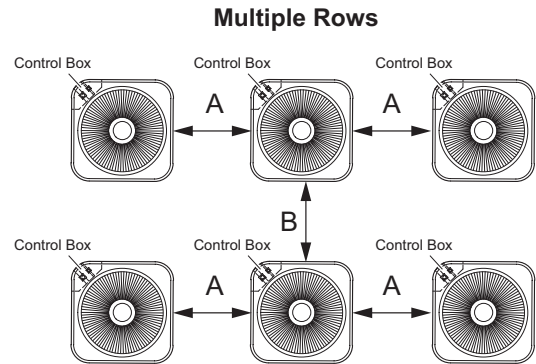 Multiple Rows
Control Box Control Box Control Box
A A
B
Control Box Control Box Control Box
A A